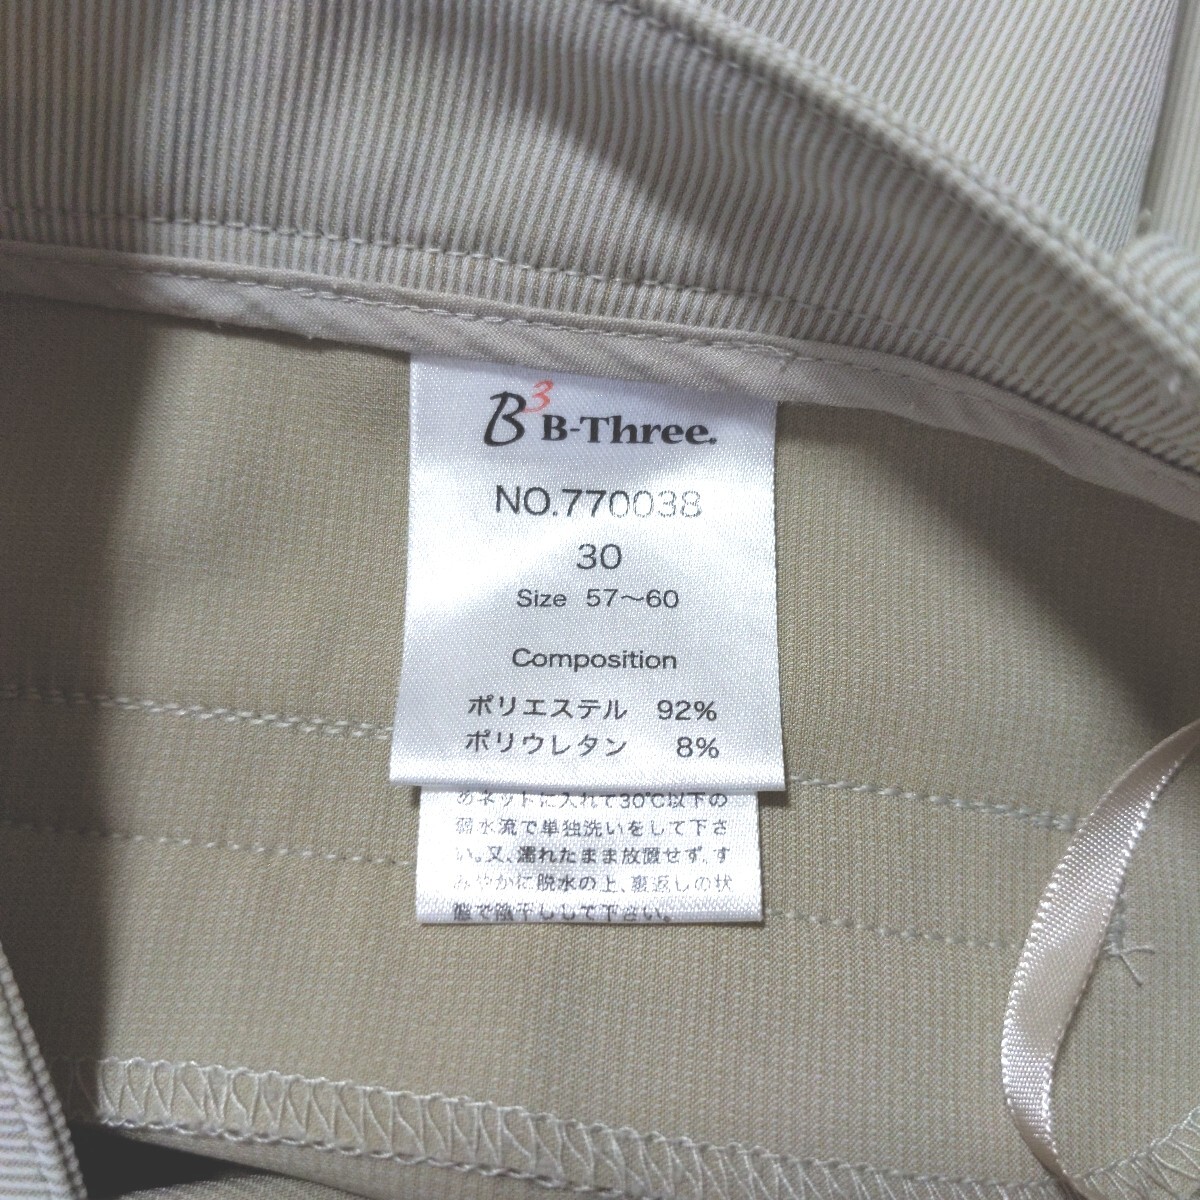 B3 B-Three.
NO.770038
30
Size 57～60
Composition
ポリエステル 92%
ポリウレタン 8%
めネットに入れて30℃以下の
弱水流で単独洗いをして下さ
い。又、濡れたまま放置せず、す
みやかに脱水の上、裏返しの状
態で陰干しして下さい。